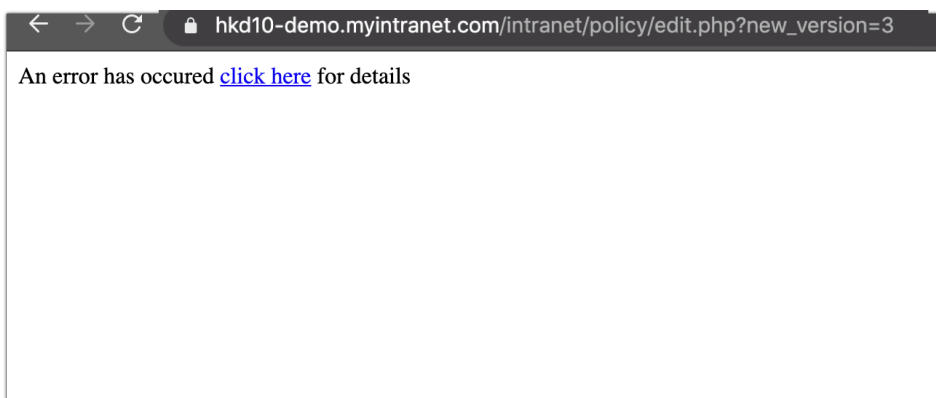 hkd10-demo.myintranet.com/intranet/policy/edit.php?new_version=3
An error has occured click here for details